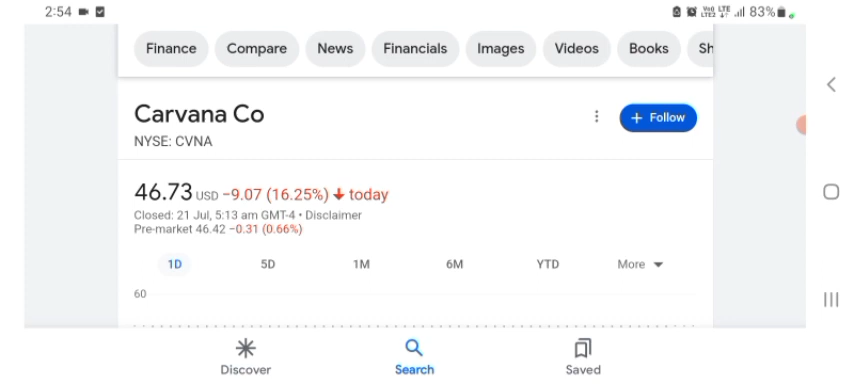 2:54 83%
Finance Compare News Financials Images Videos Books Sh
Carvana Co
+ Follow
NYSE: CVNA
46.73 USD −9.07 (16.25%) ↓ today
Closed: 21 Jul, 5:13 am GMT-4 • Disclaimer
Pre-market 46.42 −0.31 (0.66%)
1D 5D 1M 6M YTD More
60
Discover Search Saved